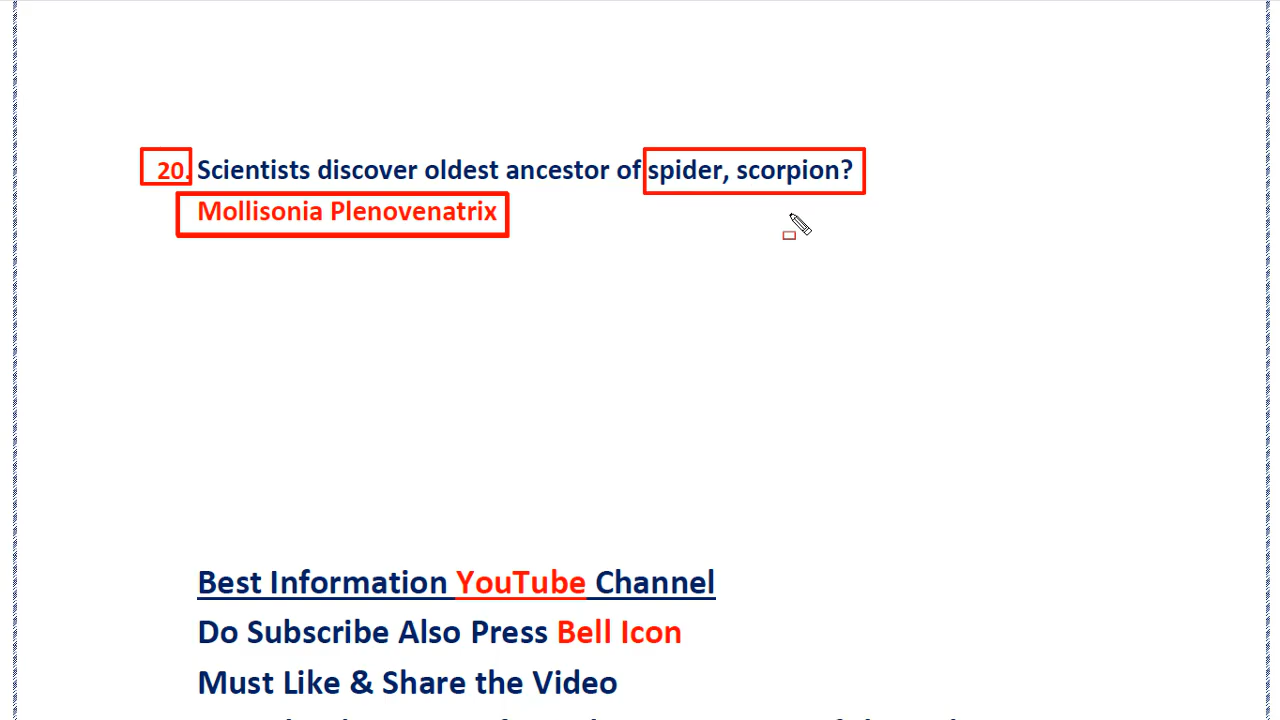 20. Scientists discover oldest ancestor of spider, scorpion?
Mollisonia Plenovenatrix
Best Information YouTube Channel
Do Subscribe Also Press Bell Icon
Must Like & Share the Video